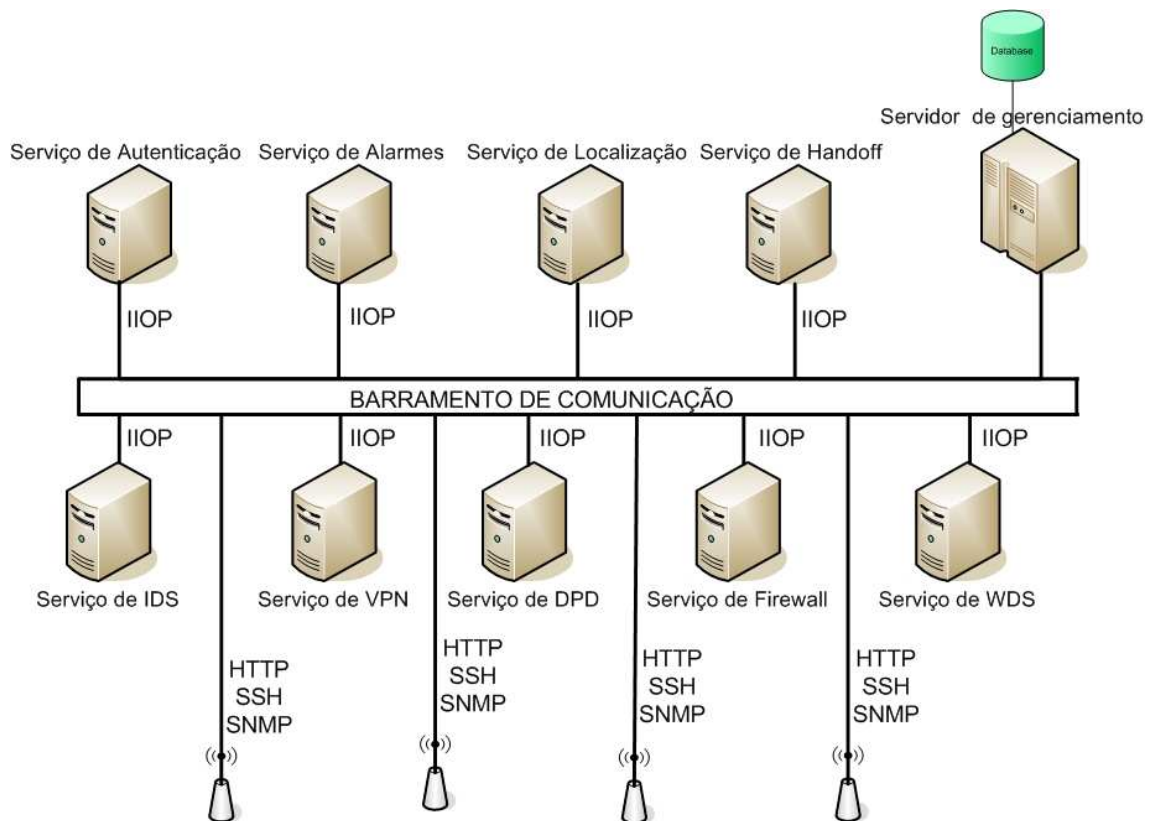 Database
Servidor de gerenciamento
Serviço de Autenticação
Serviço de Alarmes
Serviço de Localização
Serviço de Handoff
IIOP
IIOP
IIOP
IIOP
BARRAMENTO DE COMUNICAÇÃO
IIOP
IIOP
IIOP
IIOP
IIOP
Serviço de IDS
Serviço de VPN
Serviço de DPD
Serviço de Firewall
Serviço de WDS
HTTP
SSH
SNMP
HTTP
SSH
SNMP
HTTP
SSH
SNMP
HTTP
SSH
SNMP